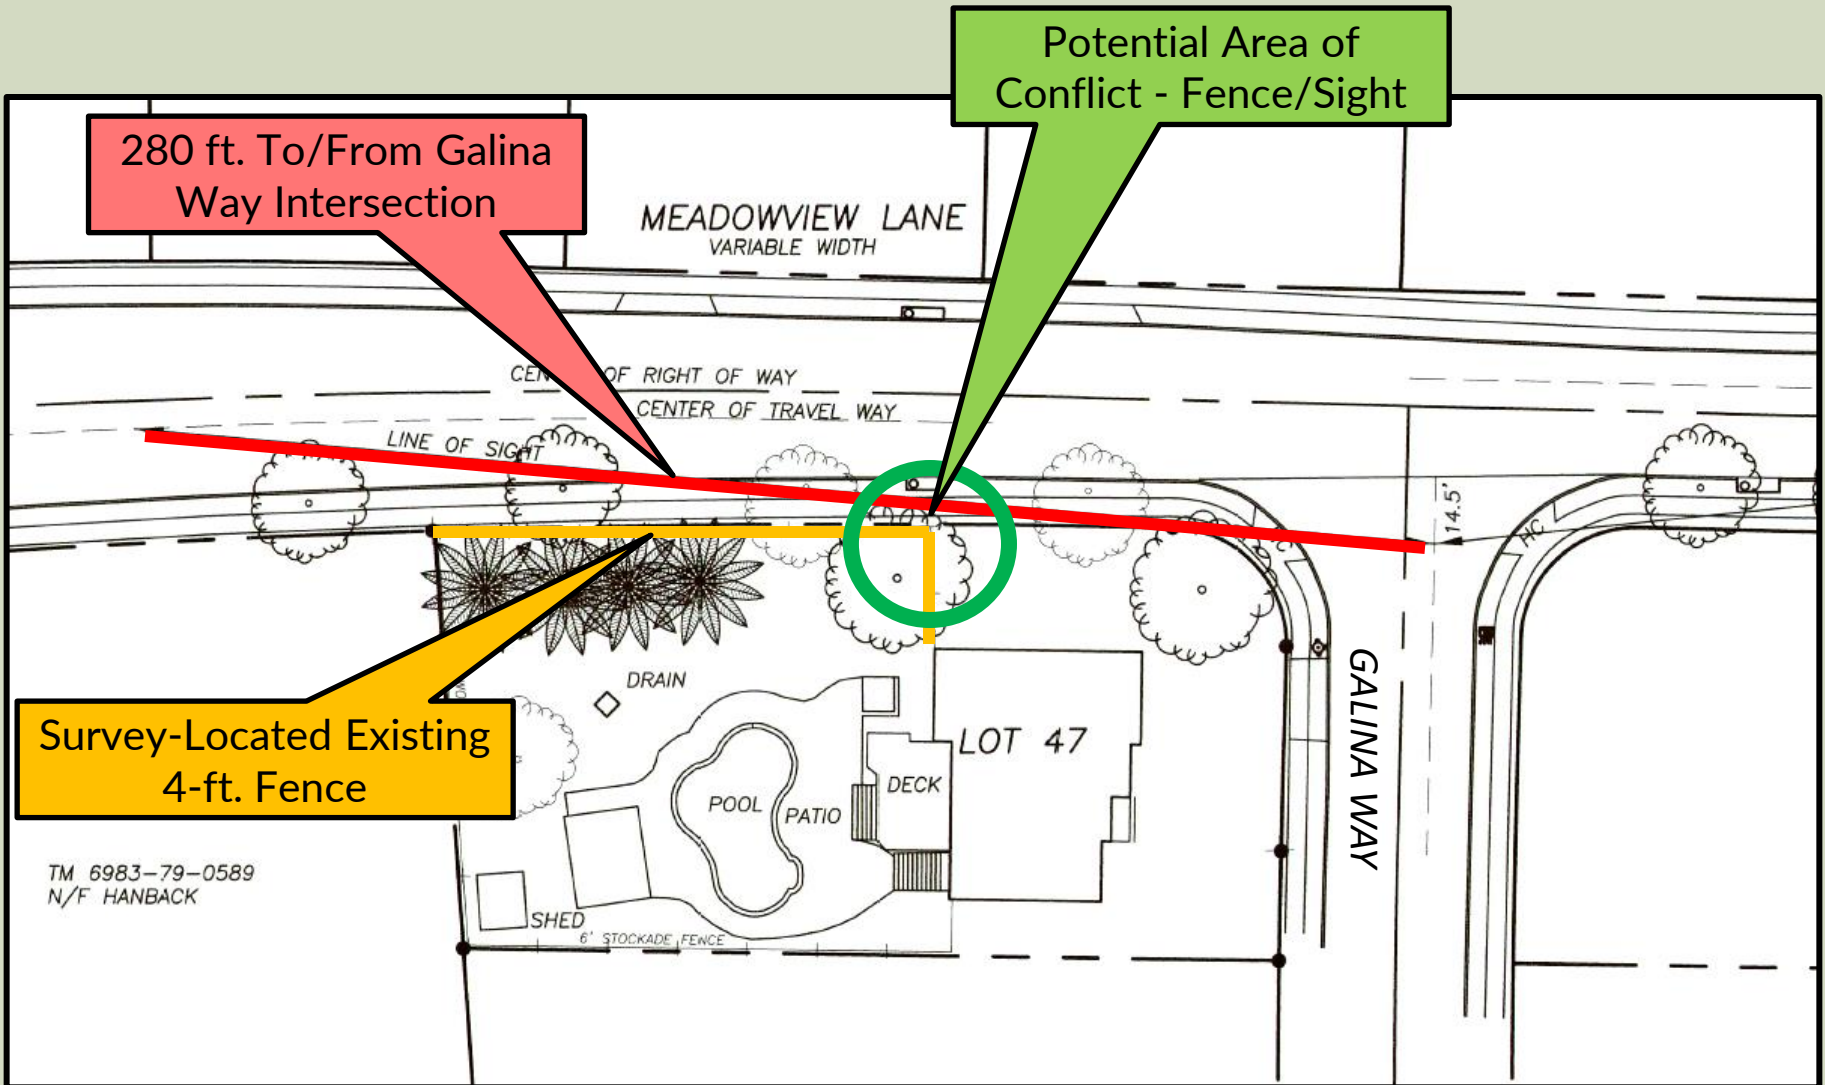 Potential Area of
Conflict - Fence/Sight
280 ft. To/From Galina
Way Intersection
MEADOWVIEW LANE
VARIABLE WIDTH
OF RIGHT OF WAY
CENTER OF TRAVEL WAY
LINE OF SIGHT
14.5'
HC
DRAIN
GALINA WAY
Survey-Located Existing
4-ft. Fence
LOT 47
DECK
POOL
PATIO
TM 6983-79-0589
N/F HANBACK
SHED
6' STOCKADE FENCE